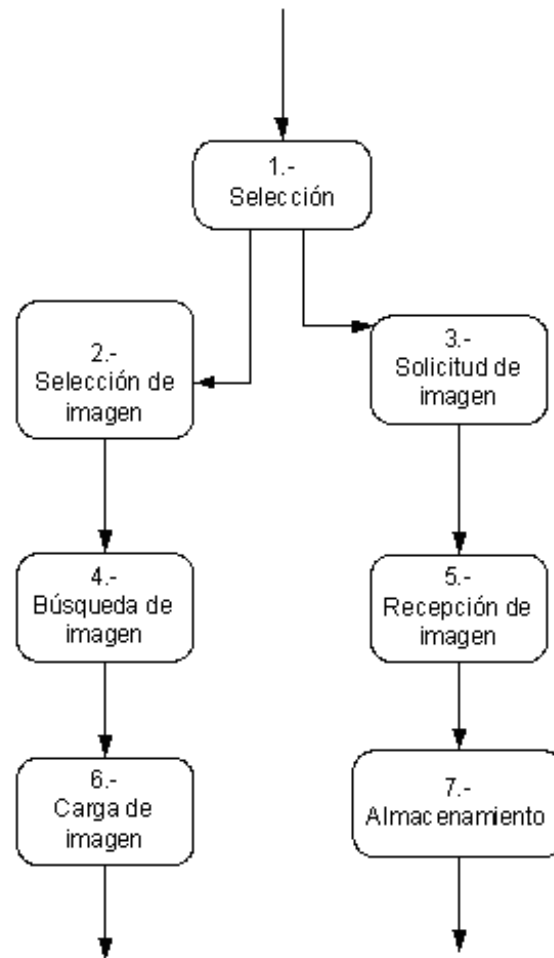 1.-
Selección
2.-
Selección de
imagen
3.-
Solicitud de
imagen
4.-
Búsqueda de
imagen
5.-
Recepción de
imagen
6.-
Carga de
imagen
7.-
Almacenamiento